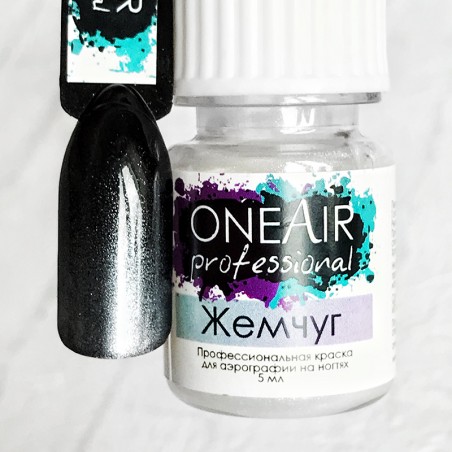 ONEAIR
professional
Жемчуг
Профессиональная краска
для аэрографии на ногтях
5 мл